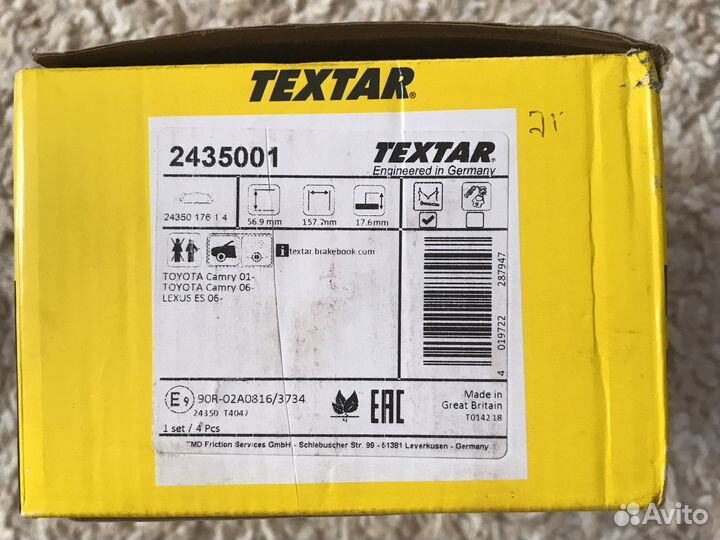 TEXTAR®
2435001
TEXTAR®
Engineered in Germany
24350 176 1 4
56.9 mm
157.2mm
17.6mm
i textar.brakebook.com
TOYOTA Camry 01-
TOYOTA Camry 06-
LEXUS ES 06-
4 019722 287947
E9 90R-02A0816/3734
24350 T4047
EAC
Made in
Great Britain
T01421B
1 set / 4 Pcs
TMD Friction Services GmbH - Schlebuscher Str. 99 - 51381 Leverkusen - Germany
Avito